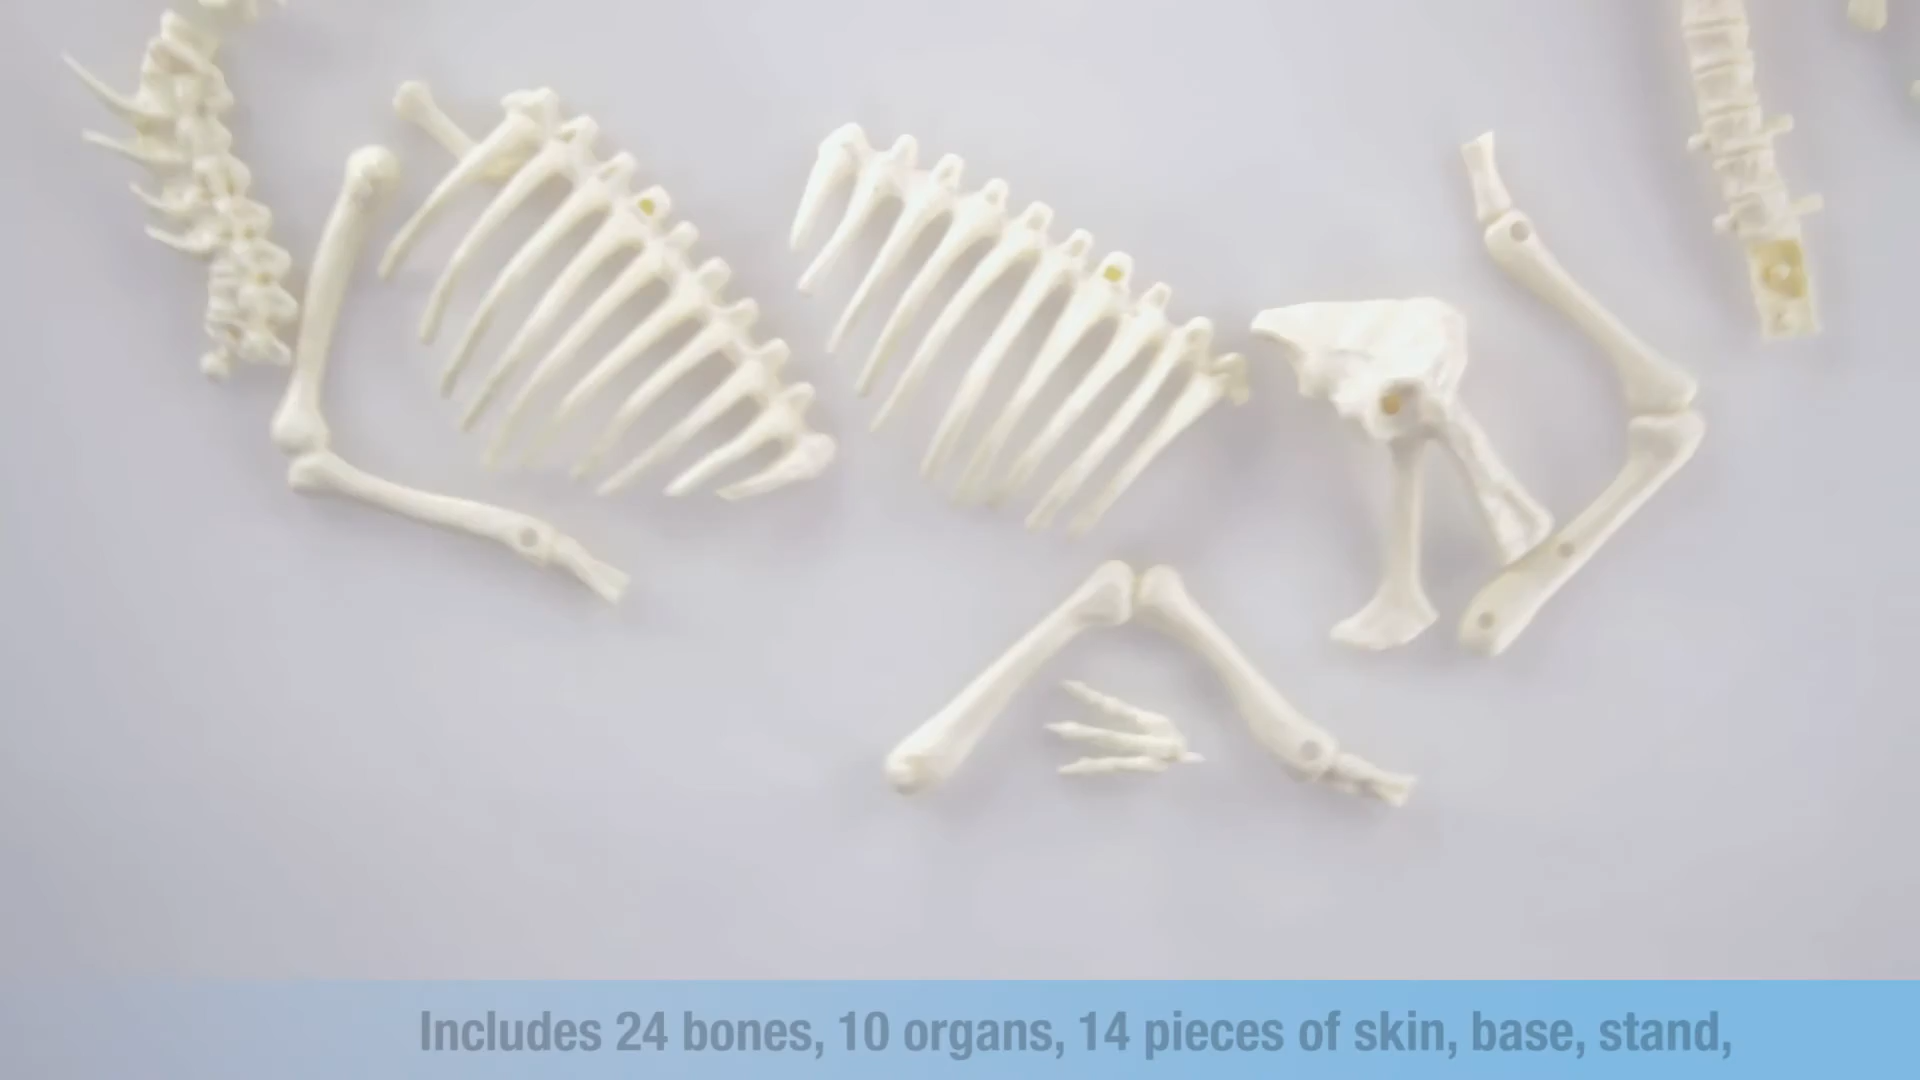 Includes 24 bones, 10 organs, 14 pieces of skin, base, stand,